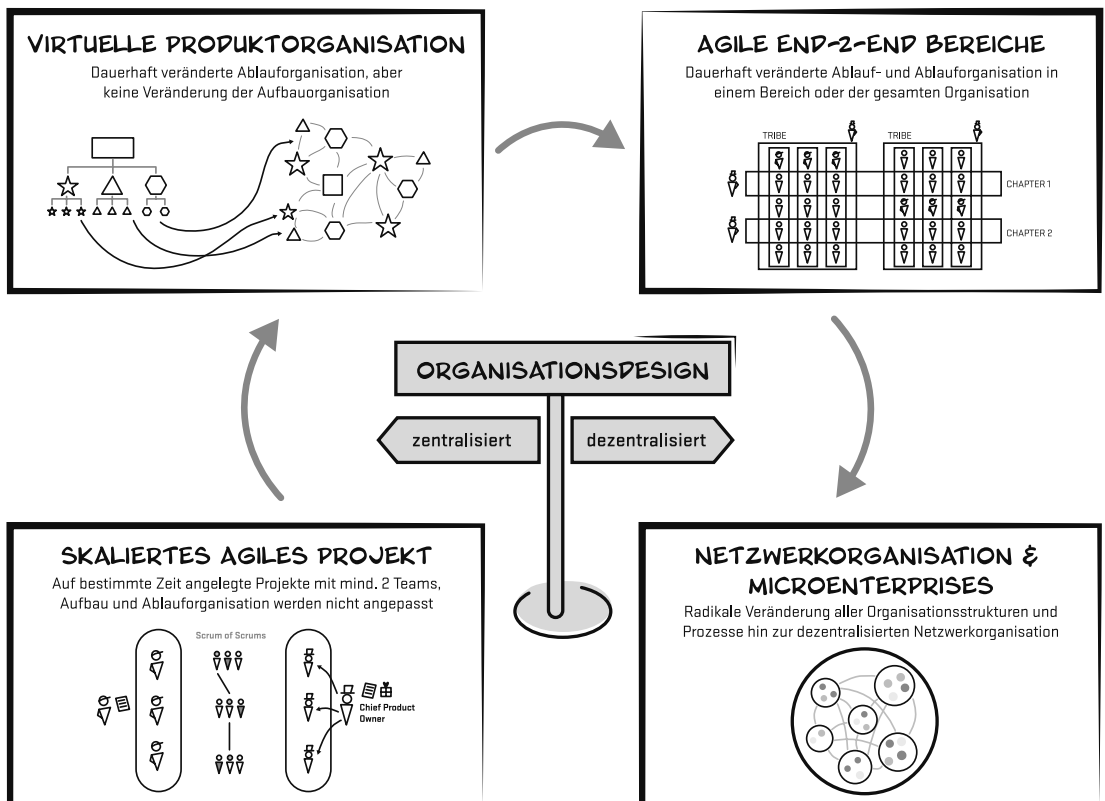 VIRTUELLE PRODUKTORGANISATION
Dauerhaft veränderte Ablauforganisation, aber
keine Veränderung der Aufbauorganisation
AGILE END-2-END BEREICHE
Dauerhaft veränderte Ablauf- und Ablauforganisation in
einem Bereich oder der gesamten Organisation
TRIBE
TRIBE
CHAPTER 1
CHAPTER 2
ORGANISATIONSDESIGN
zentralisiert
dezentralisiert
SKALIERTES AGILES PROJEKT
Auf bestimmte Zeit angelegte Projekte mit mind. 2 Teams,
Aufbau und Ablauforganisation werden nicht angepasst
Scrum of Scrums
Chief Product
Owner
NETZWERKORGANISATION &
MICROENTERPRISES
Radikale Veränderung aller Organisationsstrukturen und
Prozesse hin zur dezentralisierten Netzwerkorganisation